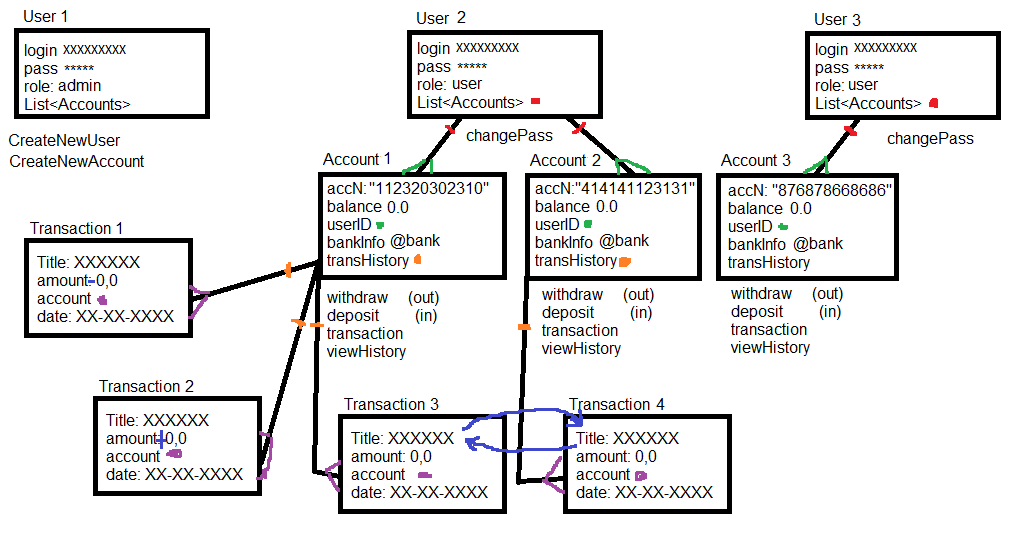 User 1
login xxxxxxxxx
pass *****
role: admin
List<Accounts>
CreateNewUser
CreateNewAccount
User 2
login xxxxxxxxx
pass *****
role: user
List<Accounts>
changePass
User 3
login xxxxxxxxx
pass *****
role: user
List<Accounts>
changePass
Account 1
accN: "112320302310"
balance 0.0
userID
bankInfo @bank
transHistory
withdraw (out)
deposit (in)
transaction
viewHistory
Account 2
accN:"414141123131"
balance 0.0
userID
bankInfo @bank
transHistory
withdraw (out)
deposit (in)
transaction
viewHistory
Account 3
accN: "876878668686"
balance 0.0
userID
bankInfo @bank
transHistory
withdraw (out)
deposit (in)
transaction
viewHistory
Transaction 1
Title: XXXXXX
amount-0,0
account
date: XX-XX-XXXX
Transaction 2
Title: XXXXXX
amount+0,0
account
date: XX-XX-XXXX
Transaction 3
Title: XXXXXX
amount: 0,0
account
date: XX-XX-XXXX
Transaction 4
Title: XXXXXX
amount: 0,0
account
date: XX-XX-XXXX